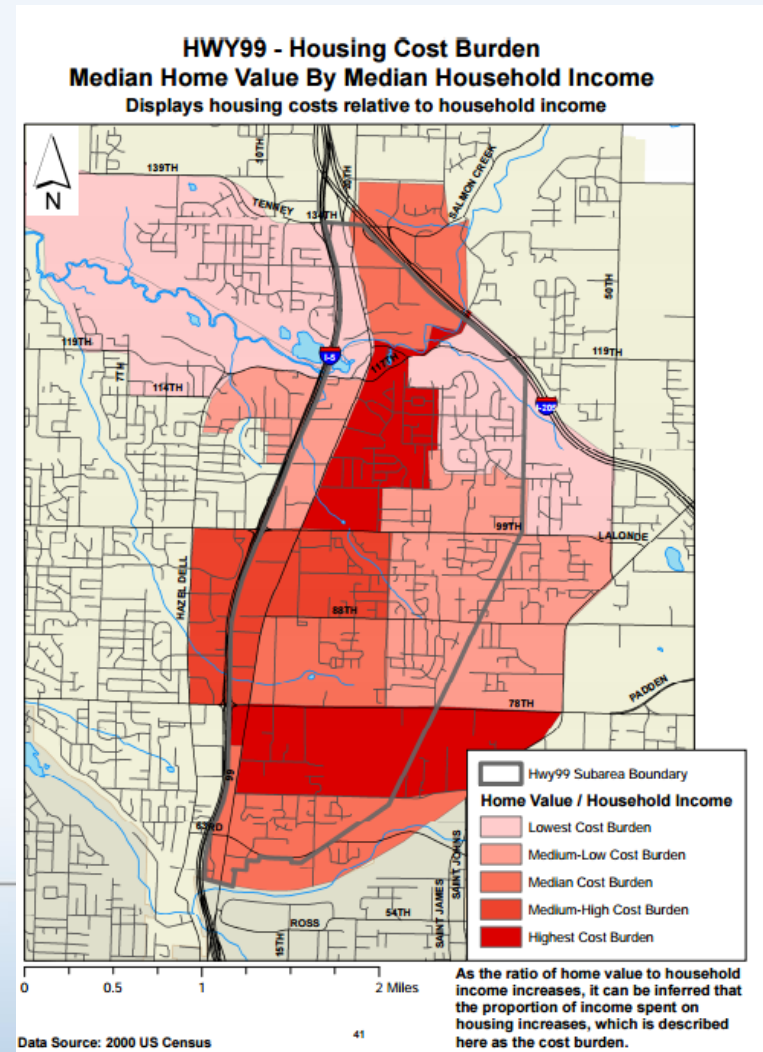 HWY99 - Housing Cost Burden
Median Home Value By Median Household Income
Displays housing costs relative to household income
N
139TH
10TH
20TH
TENNEY
134TH
SALMON CREEK
50TH
119TH
7TH
114TH
I-5
117TH
119TH
I-205
99TH
LALONDE
HAZEL DELL
88TH
78TH
PADDEN
99
63RD
SAINT JOHNS
SAINT JAMES
54TH
ROSS
15TH
Hwy99 Subarea Boundary
Home Value / Household Income
Lowest Cost Burden
Medium-Low Cost Burden
Median Cost Burden
Medium-High Cost Burden
Highest Cost Burden
0 0.5 1 2 Miles
As the ratio of home value to household
income increases, it can be inferred that
the proportion of income spent on
housing increases, which is described
here as the cost burden.
41
Data Source: 2000 US Census